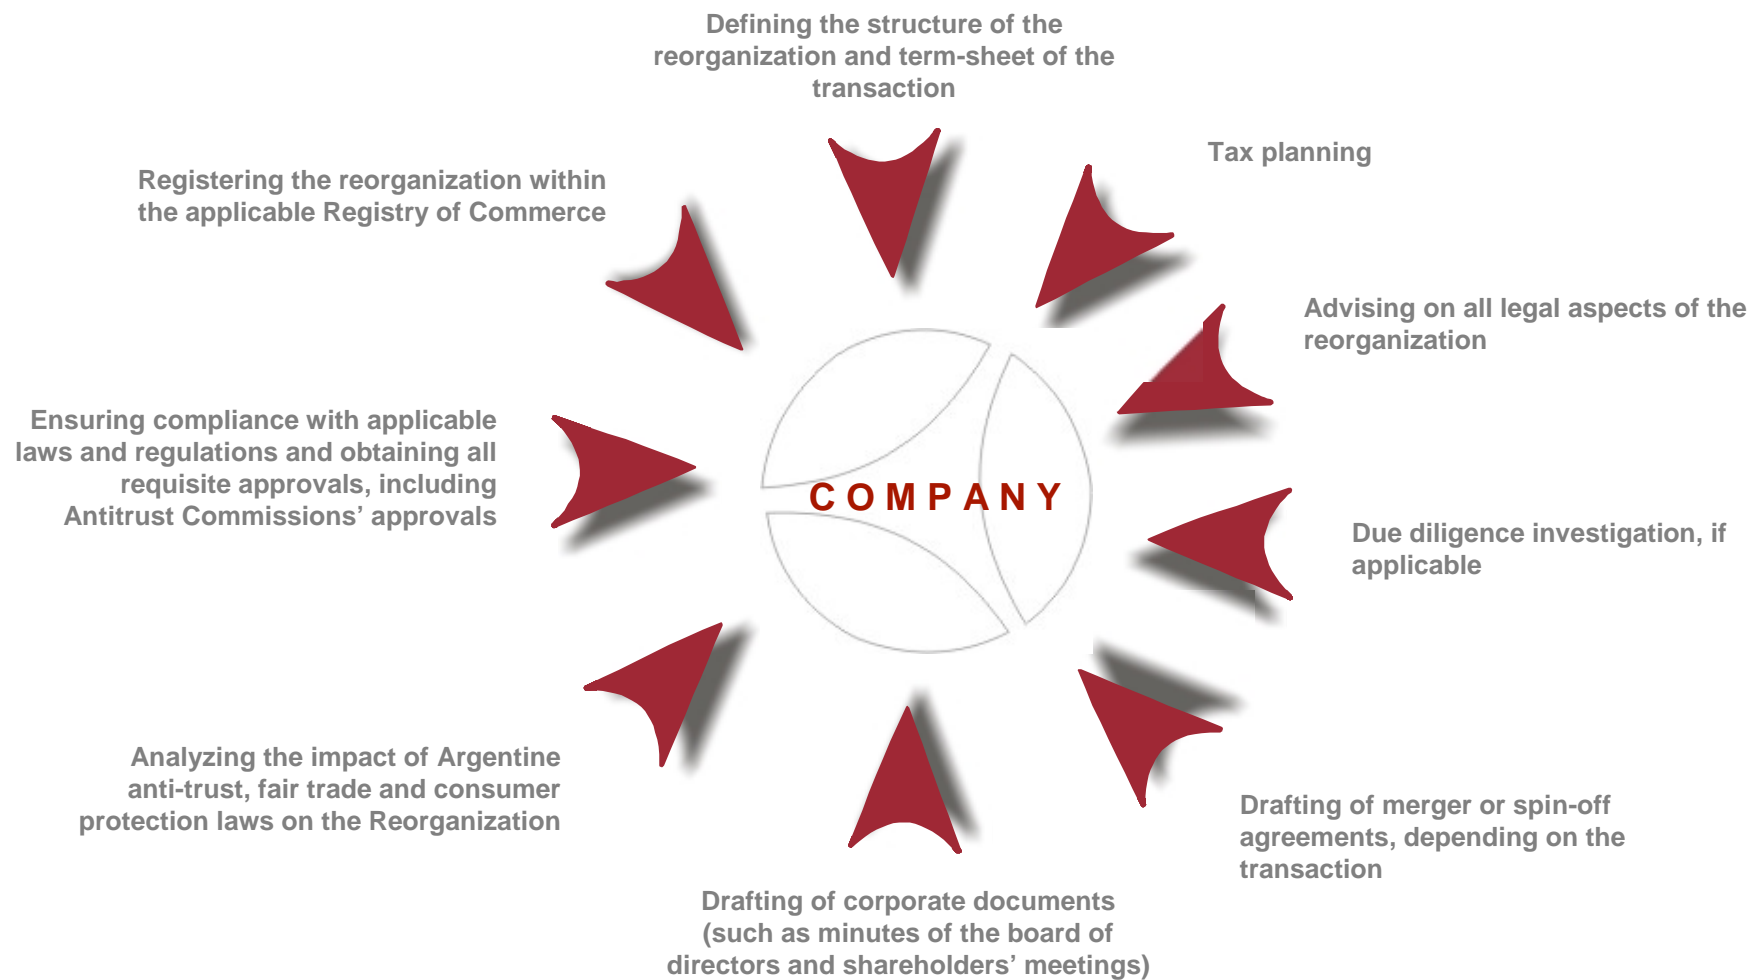 Defining the structure of the
reorganization and term-sheet of the
transaction
Tax planning
Advising on all legal aspects of the
reorganization
Due diligence investigation, if
applicable
Drafting of merger or spin-off
agreements, depending on the
transaction
Drafting of corporate documents
(such as minutes of the board of
directors and shareholders’ meetings)
Analyzing the impact of Argentine
anti-trust, fair trade and consumer
protection laws on the Reorganization
Ensuring compliance with applicable
laws and regulations and obtaining all
requisite approvals, including
Antitrust Commissions’ approvals
Registering the reorganization within
the applicable Registry of Commerce
COMPANY